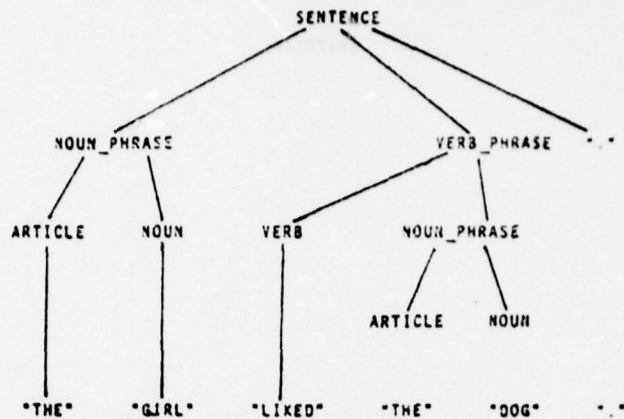 SENTENCE
NOUN_PHRASE VERB_PHRASE "."
ARTICLE NOUN VERB NOUN_PHRASE
ARTICLE NOUN
"THE" "GIRL" "LIKED" "THE" "DOG" "."